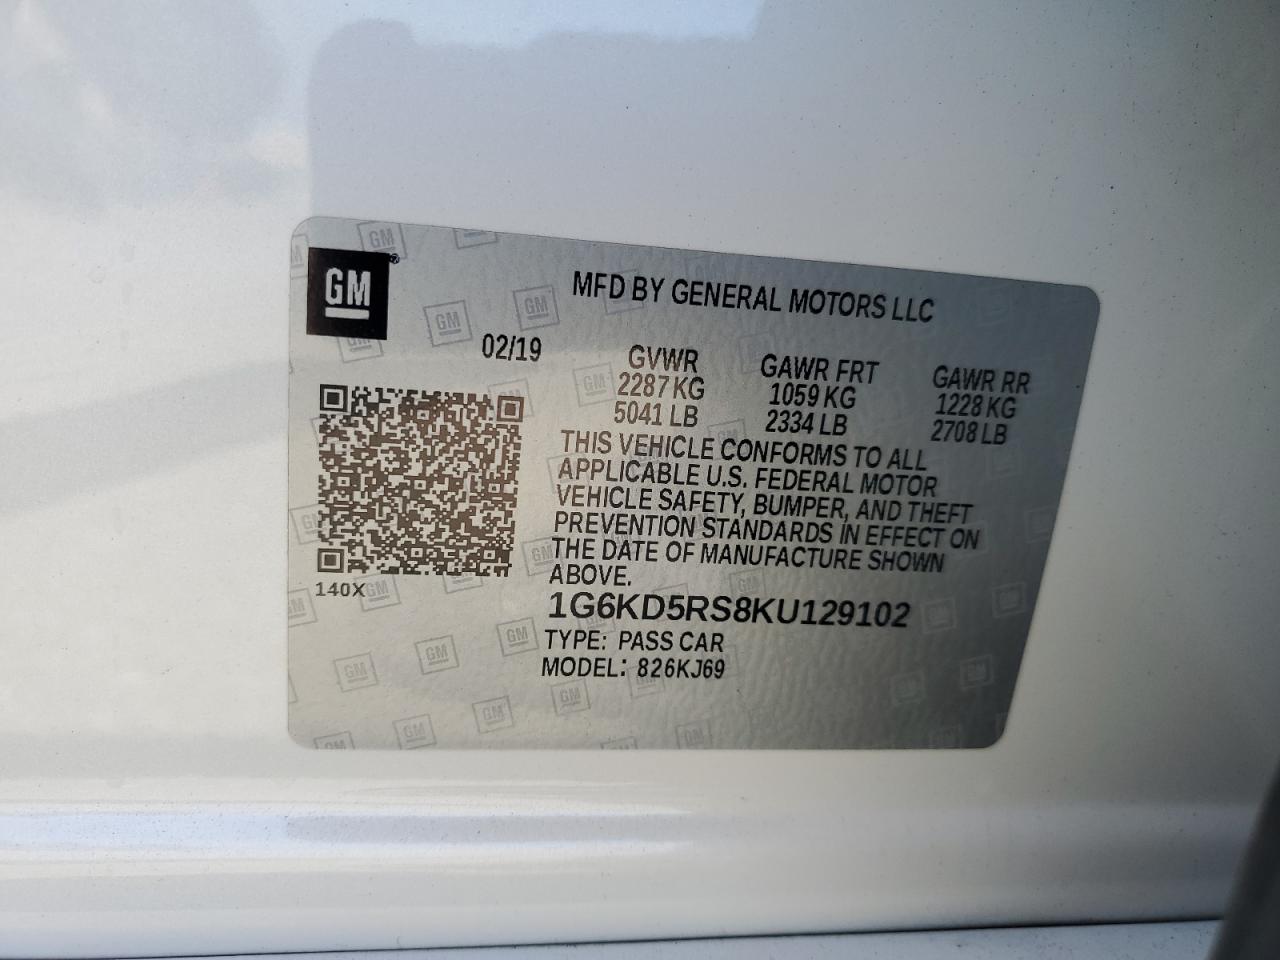 GM
MFD BY GENERAL MOTORS LLC
02/19
GVWR
2287 KG
5041 LB
GAWR FRT
1059 KG
2334 LB
GAWR RR
1228 KG
2708 LB
THIS VEHICLE CONFORMS TO ALL
APPLICABLE U.S. FEDERAL MOTOR
VEHICLE SAFETY, BUMPER, AND THEFT
PREVENTION STANDARDS IN EFFECT ON
THE DATE OF MANUFACTURE SHOWN
ABOVE.
140X
1G6KD5RS8KU129102
TYPE: PASS CAR
MODEL: 826KJ69